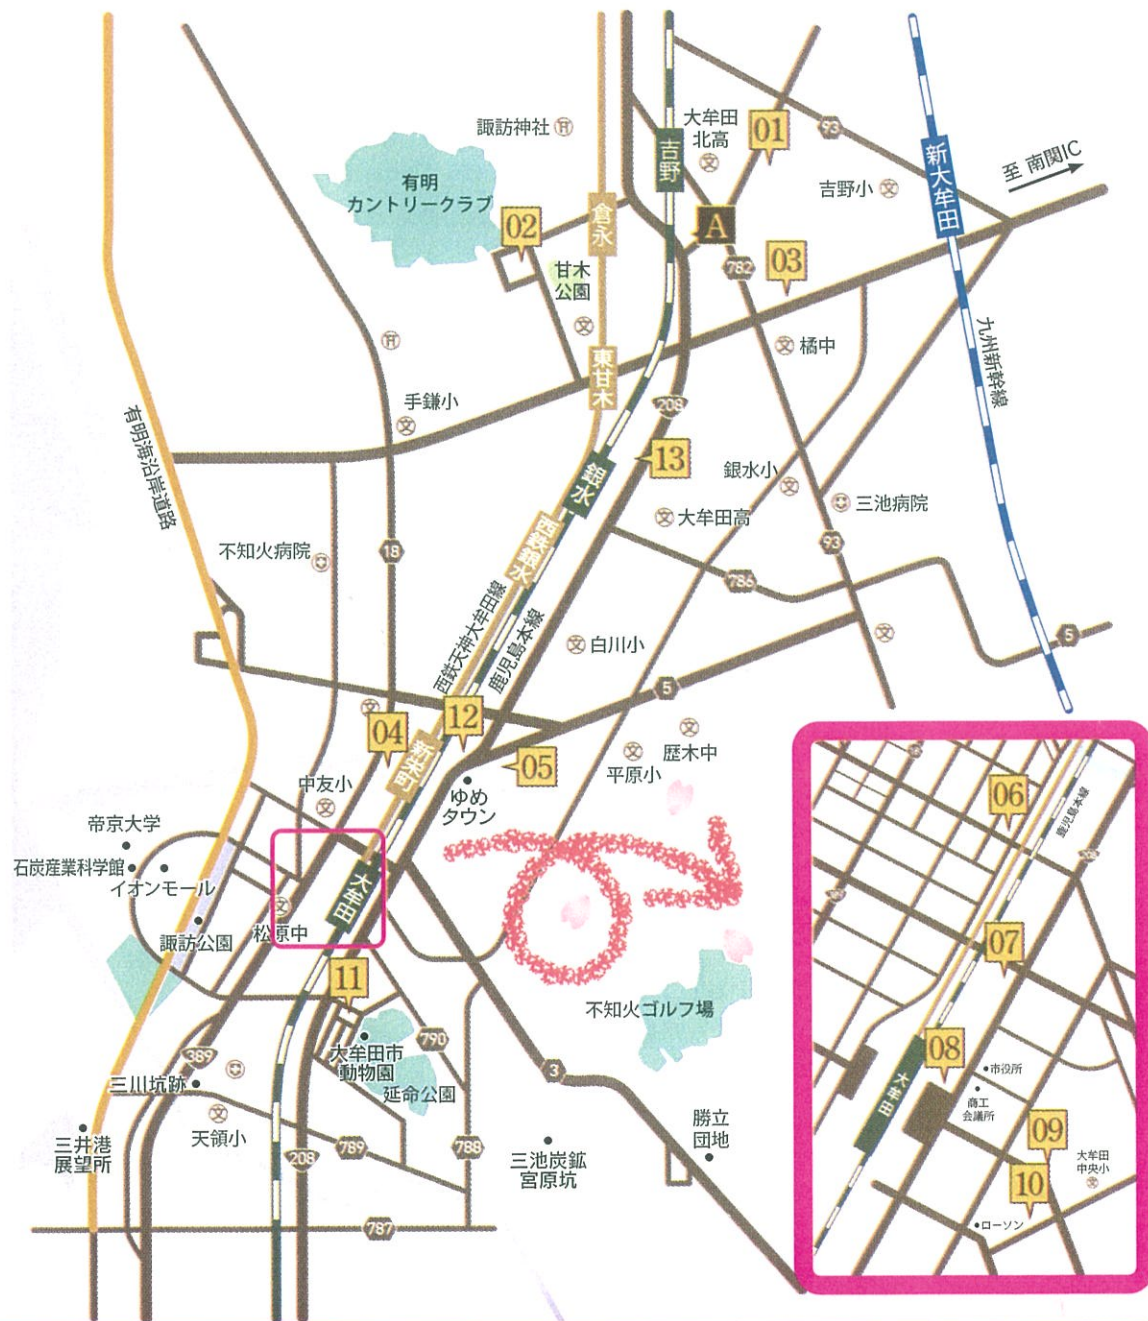 諏訪神社
有明
カントリークラブ
02
倉永
吉野
大牟田
北高
01
93
吉野小
新大牟田
至 南関IC
A
782
03
甘木
公園
文
東甘木
橘中
九州新幹線
手鎌小
208
有明海沿岸道路
13
銀水
銀水小
三池病院
大牟田高
西鉄銀水
不知火病院
18
93
786
西鉄天神大牟田線
鹿児島本線
白川小
5
5
04
12
新栄町
05
歴木中
平原小
中友小
ゆめ
タウン
帝京大学
石炭産業科学館
イオンモール
大牟田
諏訪公園
松原中
11
不知火ゴルフ場
大牟田市
動物園
790
延命公園
389
三川坑跡
3
天領小
勝立
団地
三井港
展望所
208
789
788
三池炭鉱
宮原坑
787
06
鹿児島本線
07
08
大牟田
市役所
商工
会議所
09
大牟田
中央小
10
ローソン